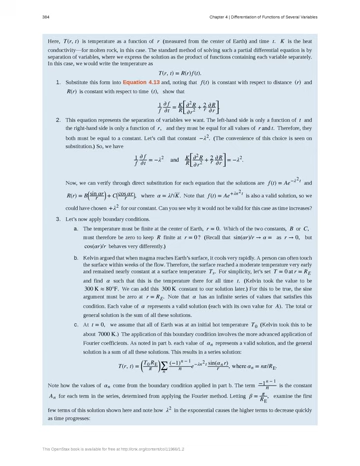 394 Chapter 4 | Differentiation of Functions of Several Variables
Here, T(r, t) is temperature as a function of r (measured from the center of Earth) and time t. K is the heat
conductivity—for molten rock, in this case. The standard method of solving such a partial differential equation is by
separation of variables, where we express the solution as the product of functions containing each variable separately.
In this case, we would write the temperature as
T(r, t) = R(r)f(t).
1. Substitute this form into Equation 4.13 and, noting that f(t) is constant with respect to distance (r) and
R(r) is constant with respect to time (t), show that
1/f ∂f/∂t = K/R [∂²R/∂r² + 2/r ∂R/∂r].
2. This equation represents the separation of variables we want. The left-hand side is only a function of t and
the right-hand side is only a function of r, and they must be equal for all values of r and t. Therefore, they
both must be equal to a constant. Let's call that constant −λ². (The convenience of this choice is seen on
substitution.) So, we have
1/f ∂f/∂t = −λ² and K/R [∂²R/∂r² + 2/r ∂R/∂r] = −λ².
Now, we can verify through direct substitution for each equation that the solutions are f(t) = Ae^−λ²t and
R(r) = B(sin αr/r) + C(cos αr/r), where α = λ/√K. Note that f(t) = Ae^+λn²t is also a valid solution, so we
could have chosen +λ² for our constant. Can you see why it would not be valid for this case as time increases?
3. Let's now apply boundary conditions.
a. The temperature must be finite at the center of Earth, r = 0. Which of the two constants, B or C,
must therefore be zero to keep R finite at r = 0? (Recall that sin(αr)/r → α = as r → 0, but
cos(αr)/r behaves very differently.)
b. Kelvin argued that when magma reaches Earth's surface, it cools very rapidly. A person can often touch
the surface within weeks of the flow. Therefore, the surface reached a moderate temperature very early
and remained nearly constant at a surface temperature Tₛ. For simplicity, let's set T = 0 at r = R_E
and find α such that this is the temperature there for all time t. (Kelvin took the value to be
300 K ≈ 80°F. We can add this 300 K constant to our solution later.) For this to be true, the sine
argument must be zero at r = R_E. Note that α has an infinite series of values that satisfies this
condition. Each value of α represents a valid solution (each with its own value for A). The total or
general solution is the sum of all these solutions.
c. At t = 0, we assume that all of Earth was at an initial hot temperature T₀ (Kelvin took this to be
about 7000 K.) The application of this boundary condition involves the more advanced application of
Fourier coefficients. As noted in part b. each value of αₙ represents a valid solution, and the general
solution is a sum of all these solutions. This results in a series solution:
T(r, t) = (T₀R_E/π) ∑ₙ (−1)^n−1/n e^−λn²t sin(αₙr)/r, where αₙ = nπ/R_E.
Note how the values of αₙ come from the boundary condition applied in part b. The term −1^n−1/n is the constant
Aₙ for each term in the series, determined from applying the Fourier method. Letting β = π/R_E, examine the first
few terms of this solution shown here and note how λ² in the exponential causes the higher terms to decrease quickly
as time progresses: